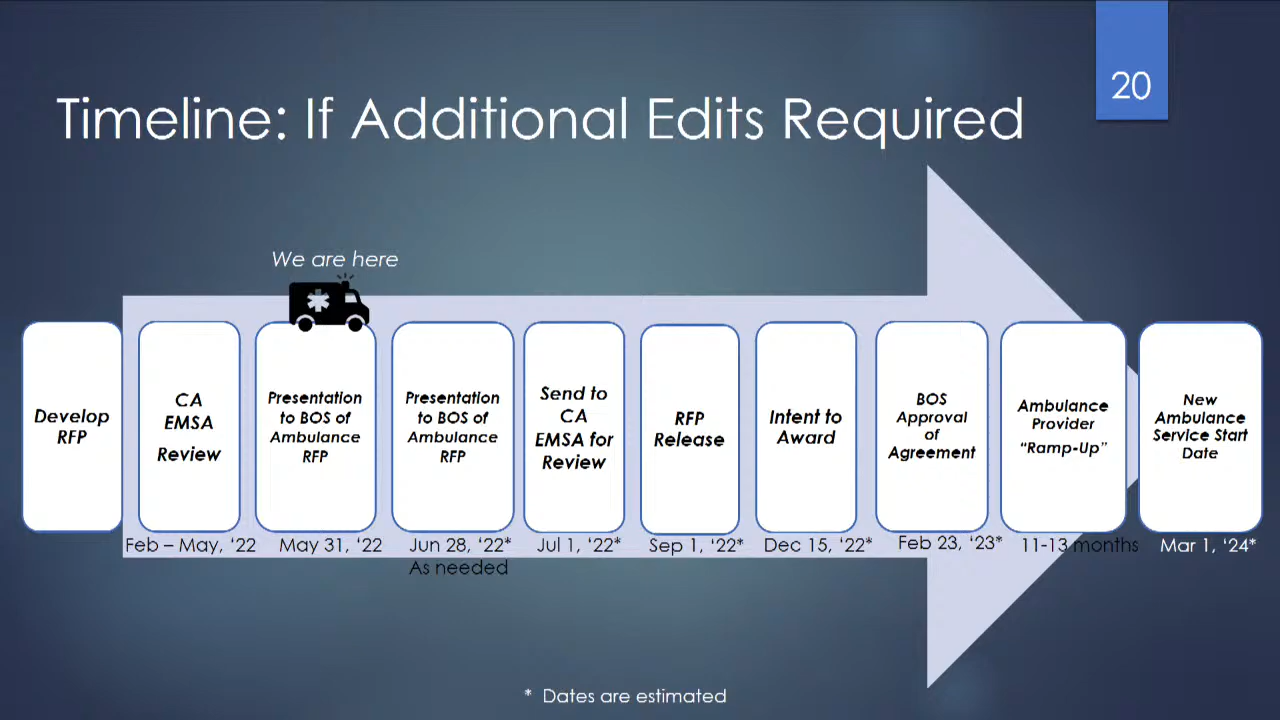 20
Timeline: If Additional Edits Required
We are here
Develop
RFP
CA
EMSA
Review
Feb – May, ‘22
Presentation
to BOS of
Ambulance
RFP
May 31, ‘22
Presentation
to BOS of
Ambulance
RFP
Jun 28, ‘22*
As needed
Send to
CA
EMSA for
Review
Jul 1, ‘22*
RFP
Release
Sep 1, ‘22*
Intent to
Award
Dec 15, ‘22*
BOS
Approval
of
Agreement
Feb 23, ‘23*
Ambulance
Provider
“Ramp-Up”
11-13 months
New
Ambulance
Service Start
Date
Mar 1, ‘24*
* Dates are estimated